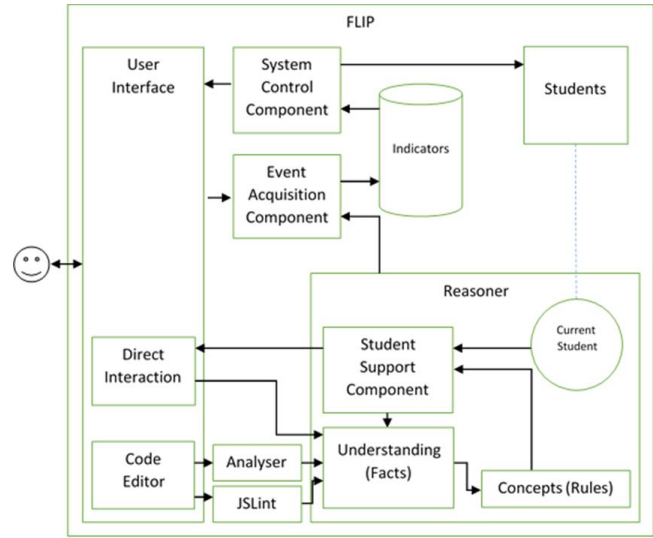 FLIP
User
Interface
System
Control
Component
Students
Indicators
Event
Acquisition
Component
Reasoner
Direct
Interaction
Student
Support
Component
Current
Student
Code
Editor
Analyser
JSLint
Understanding
(Facts)
Concepts (Rules)